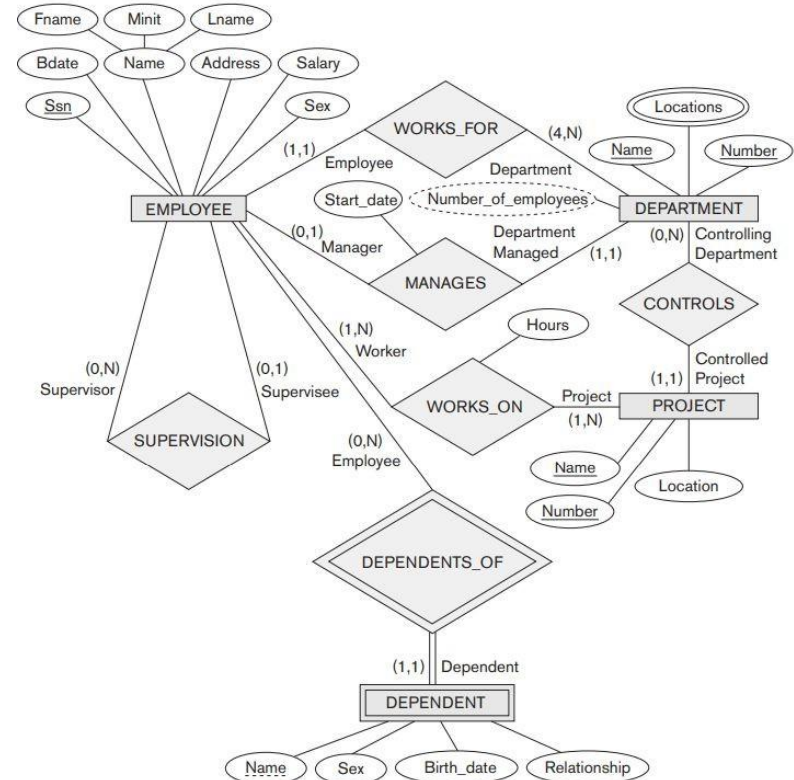 Fname
Minit
Lname
Bdate
Name
Address
Salary
Ssn
Sex
WORKS_FOR
Locations
(1,1)
Employee
(4,N)
Department
Name
Number
EMPLOYEE
Start_date
Number_of_employees
DEPARTMENT
(0,1)
Manager
MANAGES
Department
Managed
(1,1)
(0,N)
Controlling
Department
CONTROLS
Hours
(1,N)
Worker
(0,N)
Supervisor
(0,1)
Supervisee
SUPERVISION
WORKS_ON
Project
(1,N)
Controlled
Project
(1,1)
PROJECT
Name
Number
Location
(0,N)
Employee
DEPENDENTS_OF
(1,1)
Dependent
DEPENDENT
Name
Sex
Birth_date
Relationship